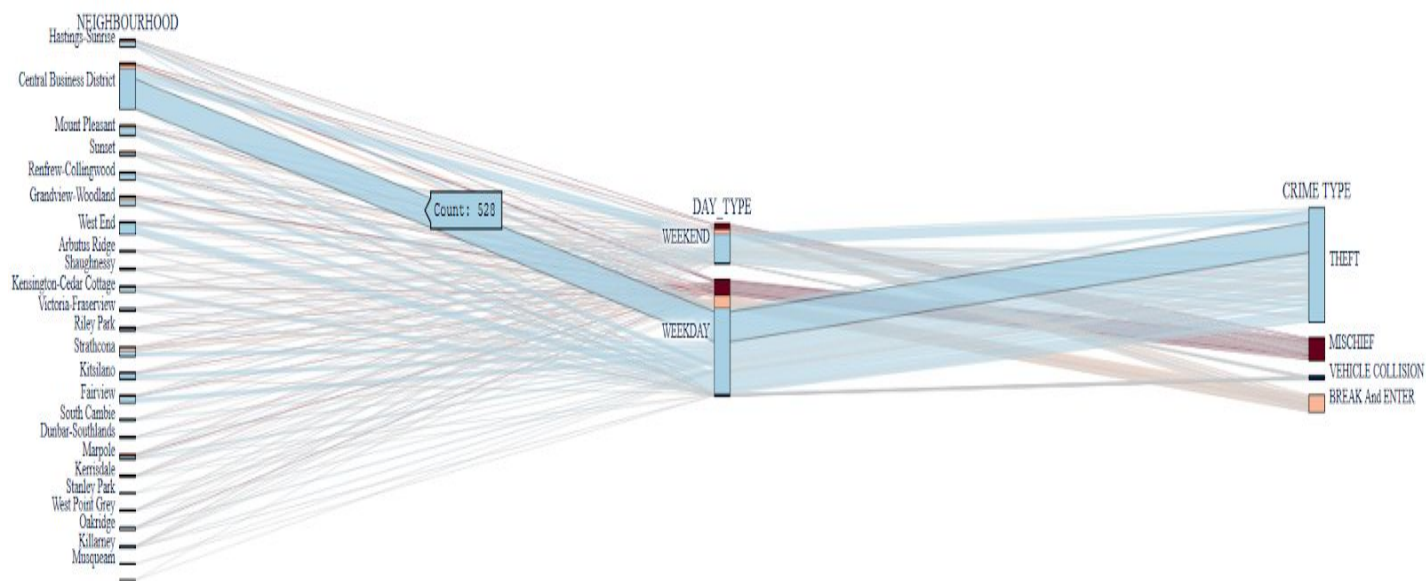 NEIGHBOURHOOD
Hastings-Sunrise
Central Business District
Mount Pleasant
Sunset
Renfrew-Collingwood
Grandview-Woodland
West End
Arbutus Ridge
Shaughnessy
Kensington-Cedar Cottage
Victoria-Fraserview
Riley Park
Strathcona
Kitsilano
Fairview
South Cambie
Dunbar-Southlands
Marpole
Kerrisdale
Stanley Park
West Point Grey
Oakridge
Killarney
Musqueam
Count: 528
DAY_TYPE
WEEKEND
WEEKDAY
CRIME TYPE
THEFT
MISCHIEF
VEHICLE COLLISION
BREAK And ENTER